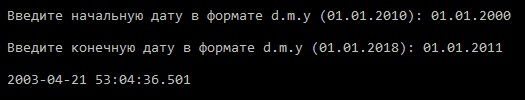 Введите начальную дату в формате d.m.y (01.01.2010): 01.01.2000
Введите конечную дату в формате d.m.y (01.01.2018): 01.01.2011
2003-04-21 53:04:36.501